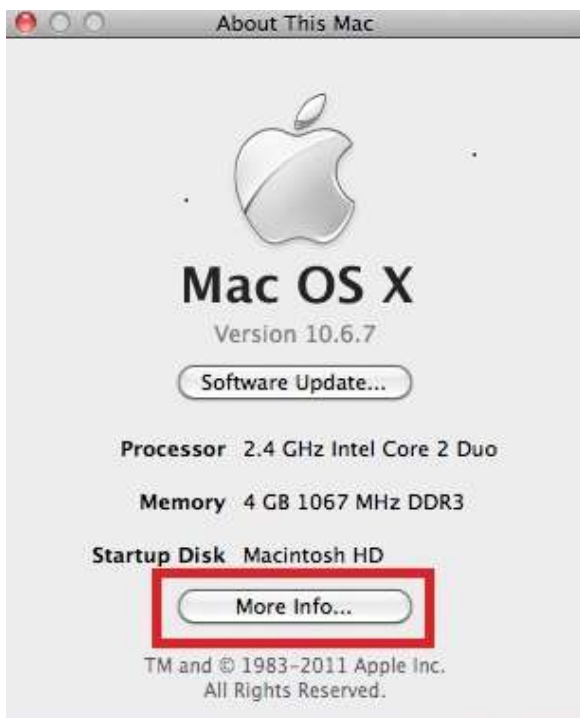 About This Mac
Mac OS X
Version 10.6.7
Software Update...
Processor 2.4 GHz Intel Core 2 Duo
Memory 4 GB 1067 MHz DDR3
Startup Disk Macintosh HD
More Info...
TM and © 1983–2011 Apple Inc.
All Rights Reserved.